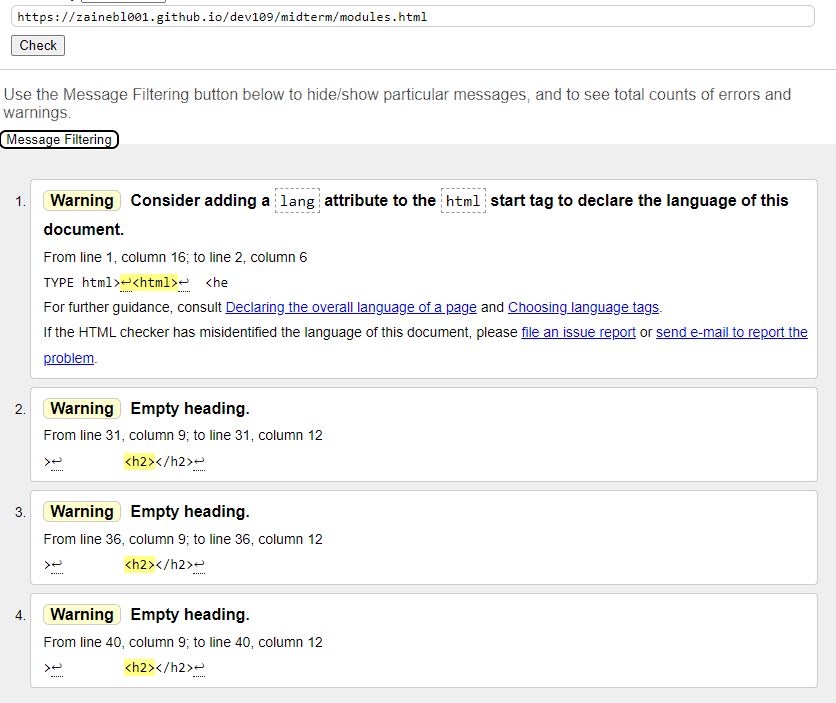 https://zainebl001.github.io/dev109/midterm/modules.html
Check
Use the Message Filtering button below to hide/show particular messages, and to see total counts of errors and
warnings.
Message Filtering
1. Warning Consider adding a lang attribute to the html start tag to declare the language of this
document.
From line 1, column 16; to line 2, column 6
TYPE html>↩<html>↩  <he
For further guidance, consult Declaring the overall language of a page and Choosing language tags.
If the HTML checker has misidentified the language of this document, please file an issue report or send e-mail to report the
problem.
2. Warning Empty heading.
From line 31, column 9; to line 31, column 12
>↩        <h2></h2>↩
3. Warning Empty heading.
From line 36, column 9; to line 36, column 12
>↩        <h2></h2>↩
4. Warning Empty heading.
From line 40, column 9; to line 40, column 12
>↩        <h2></h2>↩